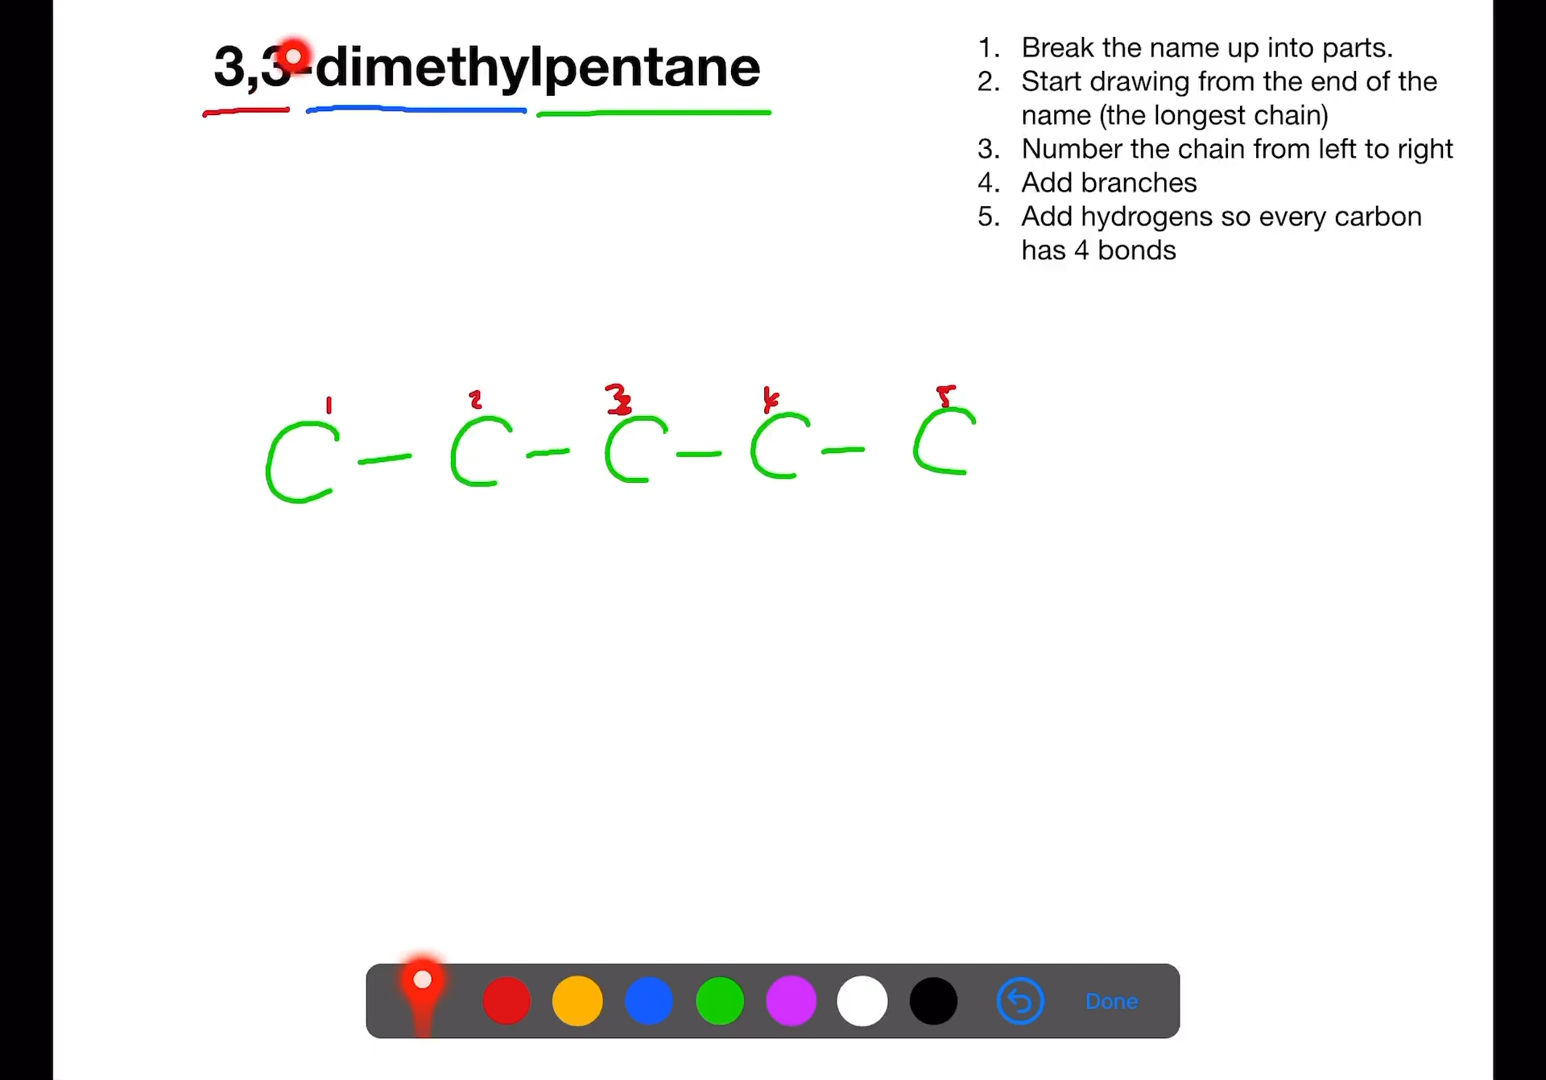 3,3-dimethylpentane
1. Break the name up into parts.
2. Start drawing from the end of the
name (the longest chain)
3. Number the chain from left to right
4. Add branches
5. Add hydrogens so every carbon
has 4 bonds
1 2 3 4 5
C - C - C - C - C
Done